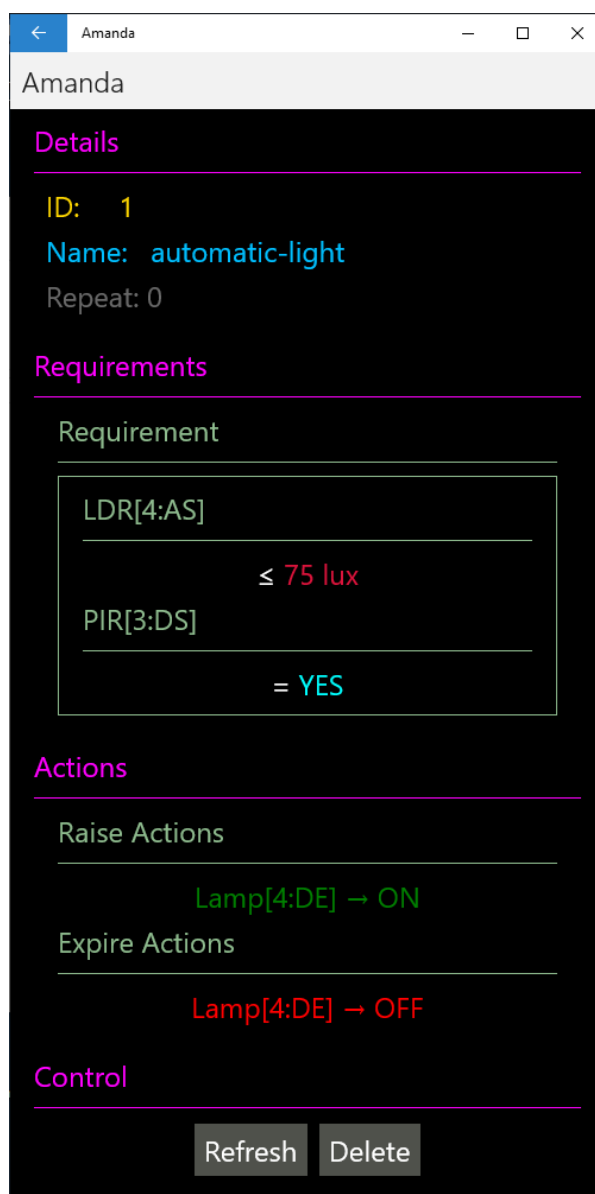 Amanda
Amanda
Details
ID: 1
Name: automatic-light
Repeat: 0
Requirements
Requirement
LDR[4:AS]
≤ 75 lux
PIR[3:DS]
= YES
Actions
Raise Actions
Lamp[4:DE] → ON
Expire Actions
Lamp[4:DE] → OFF
Control
Refresh Delete